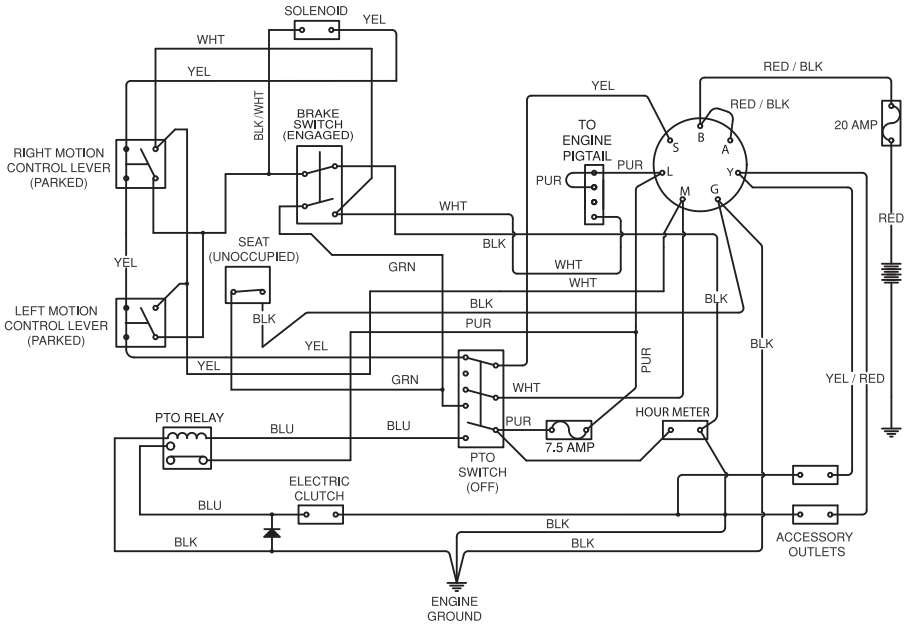 SOLENOID
YEL
WHT
YEL
RED / BLK
BLK / WHT
YEL
RED / BLK
BRAKE
SWITCH
(ENGAGED)
TO
ENGINE
PIGTAIL
B
A
S
20 AMP
RIGHT MOTION
CONTROL LEVER
(PARKED)
PUR
PUR
L
Y
M
G
WHT
RED
SEAT
(UNOCCUPIED)
BLK
YEL
GRN
WHT
WHT
LEFT MOTION
CONTROL LEVER
(PARKED)
BLK
BLK
BLK
PUR
BLK
YEL
PUR
YEL
GRN
WHT
YEL / RED
PTO RELAY
BLU
BLU
PUR
HOUR METER
7.5 AMP
PTO
SWITCH
(OFF)
ELECTRIC
CLUTCH
BLU
BLK
BLK
BLK
ACCESSORY
OUTLETS
ENGINE
GROUND